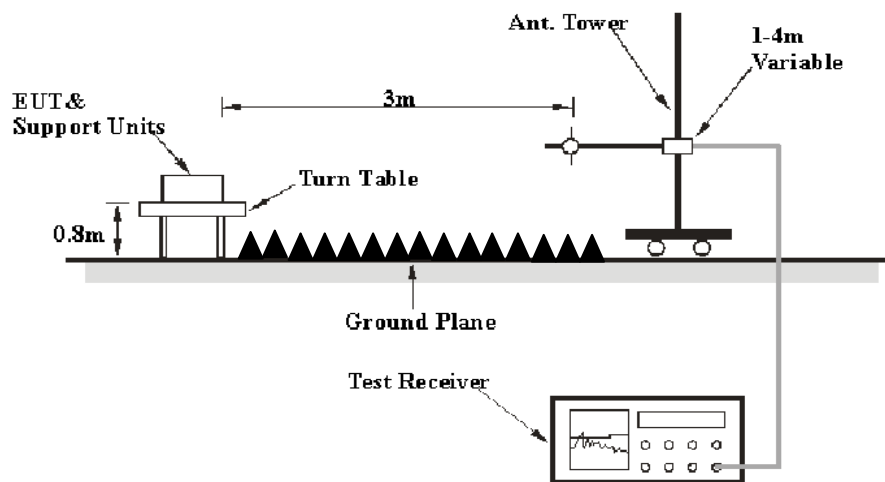 Ant. Tower
1-4m
Variable
3m
EUT&
Support Units
Turn Table
0.8m
Ground Plane
Test Receiver